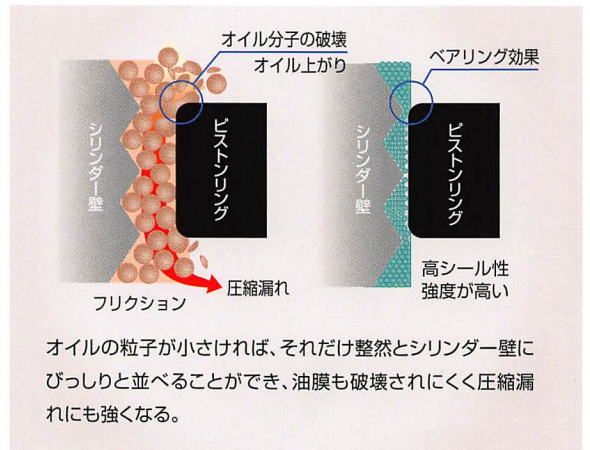 オイル分子の破壊
オイル上がり
シリンダー壁
ピストンリング
圧縮漏れ
フリクション
ベアリング効果
シリンダー壁
ピストンリング
高シール性
強度が高い
オイルの粒子が小さければ、それだけ整然とシリンダー壁に
びっしりと並べることができ、油膜も破壊されにくく圧縮漏
れにも強くなる。